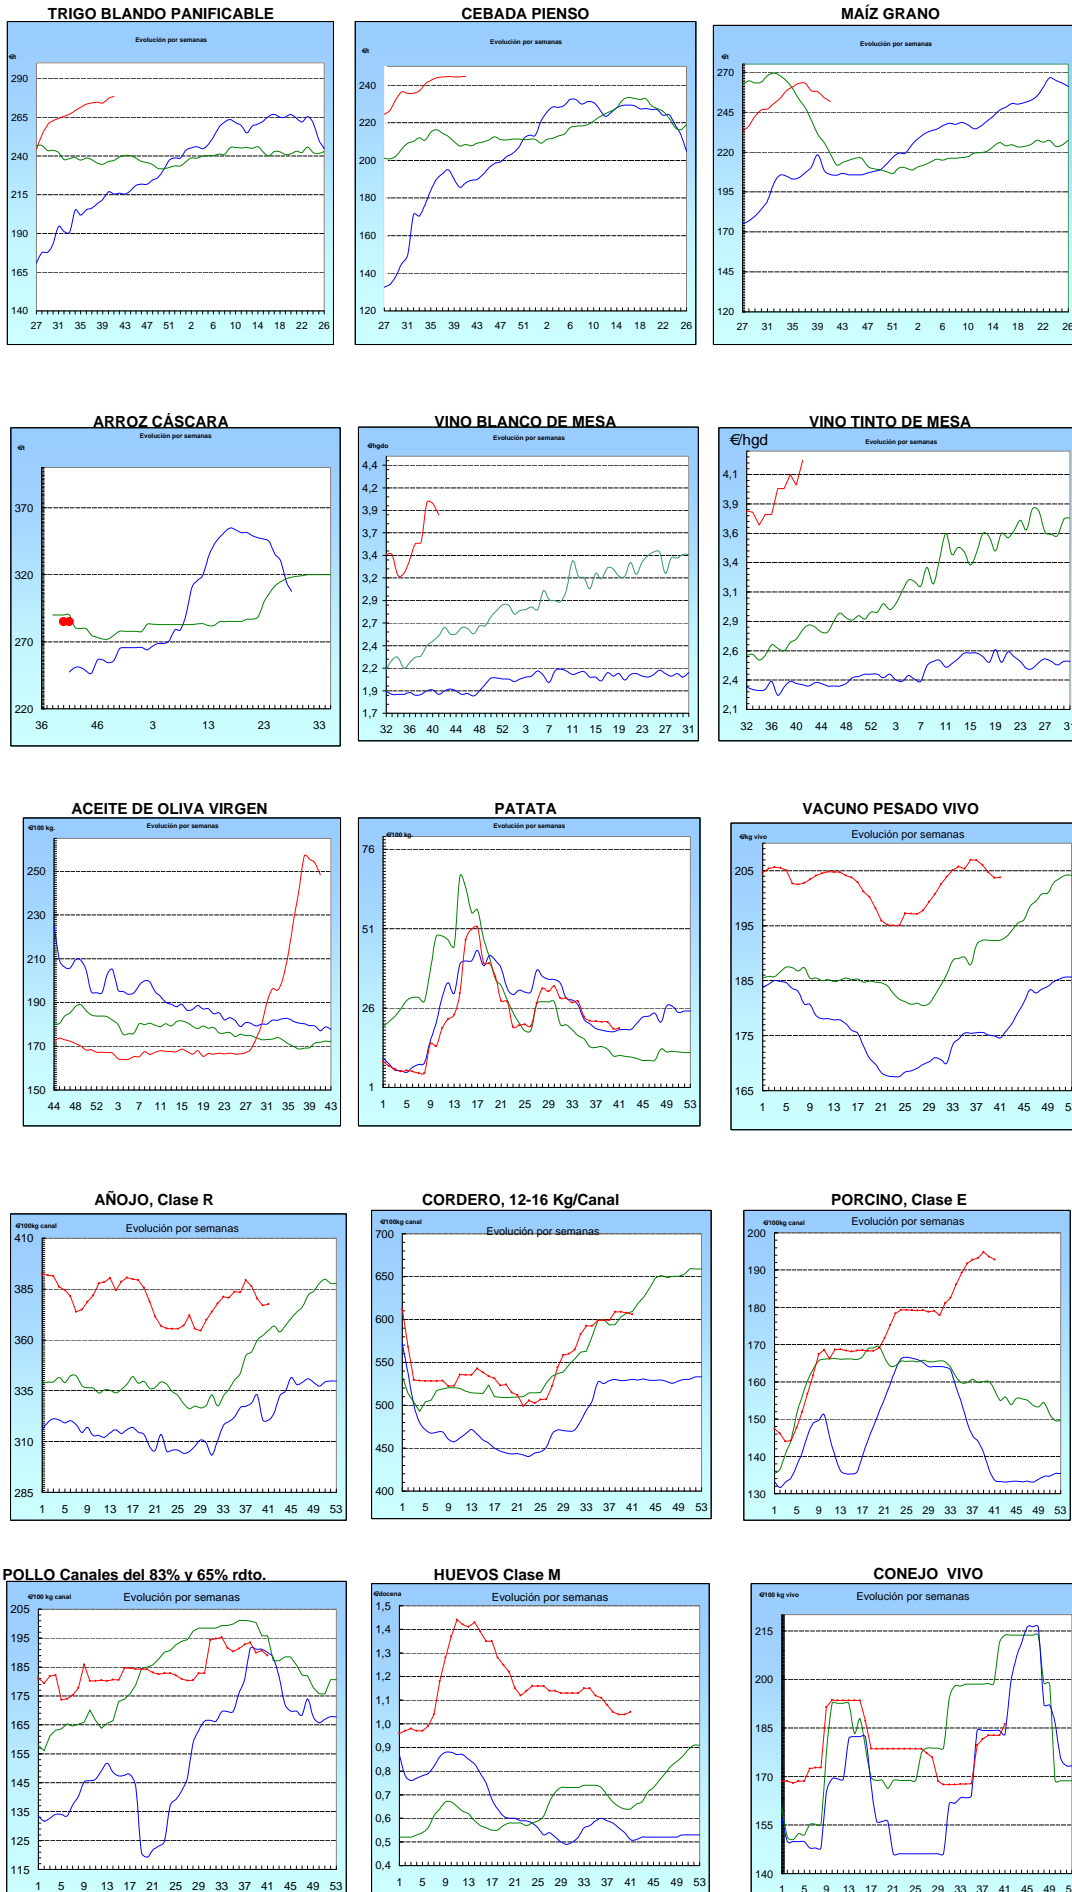 TRIGO BLANDO PANIFICABLE
Evolución por semanas
€/t
290
265
240
215
190
165
140
27 31 35 39 43 47 51 2 6 10 14 18 22 26
CEBADA PIENSO
Evolución por semanas
€/t
240
220
200
180
160
140
120
27 31 35 39 43 47 51 2 6 10 14 18 22 26
MAÍZ GRANO
Evolución por semanas
€/t
270
245
220
195
170
145
120
27 31 35 39 43 47 51 2 6 10 14 18 22 26
ARROZ CÁSCARA
Evolución por semanas
€/t
370
320
270
220
36 46 3 13 23 33
VINO BLANCO DE MESA
Evolución por semanas
€/hgdo
4,4
4,2
3,9
3,7
3,4
3,2
2,9
2,7
2,4
2,2
1,9
1,7
32 36 40 44 48 52 3 7 11 15 19 23 27 31
VINO TINTO DE MESA
€/hgd
Evolución por semanas
4,1
3,9
3,6
3,4
3,1
2,9
2,6
2,4
2,1
32 36 40 44 48 52 3 7 11 15 19 23 27 31
ACEITE DE OLIVA VIRGEN
€/100 kg.
Evolución por semanas
250
230
210
190
170
150
44 48 52 3 7 11 15 19 23 27 31 35 39 43
PATATA
Evolución por semanas
€/100 kg.
76
51
26
1
1 5 9 13 17 21 25 29 33 37 41 45 49 53
VACUNO PESADO VIVO
€/kg vivo
Evolución por semanas
205
195
185
175
165
1 5 9 13 17 21 25 29 33 37 41 45 49 53
AÑOJO, Clase R
€/100kg canal
Evolución por semanas
410
385
360
335
310
285
1 5 9 13 17 21 25 29 33 37 41 45 49 53
CORDERO, 12-16 Kg/Canal
€/100kg canal
Evolución por semanas
700
650
600
550
500
450
400
1 5 9 13 17 21 25 29 33 37 41 45 49 53
PORCINO, Clase E
€/100kg canal
Evolución por semanas
200
190
180
170
160
150
140
130
1 5 9 13 17 21 25 29 33 37 41 45 49 53
POLLO Canales del 83% y 65% rdto.
€/100 kg canal
Evolución por semanas
205
195
185
175
165
155
145
135
125
115
1 5 9 13 17 21 25 29 33 37 41 45 49 53
HUEVOS Clase M
€/docena
Evolución por semanas
1,5
1,4
1,3
1,2
1,1
1,0
0,9
0,8
0,7
0,6
0,5
0,4
1 5 9 13 17 21 25 29 33 37 41 45 49 53
CONEJO VIVO
€/100 kg vivo
Evolución por semanas
215
200
185
170
155
140
1 5 9 13 17 21 25 29 33 37 41 45 49 53